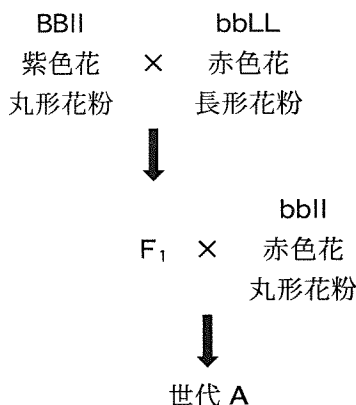 BBll bbLL
紫色花 × 赤色花
丸形花粉 長形花粉
bbll
F₁ × 赤色花
丸形花粉
世代 A